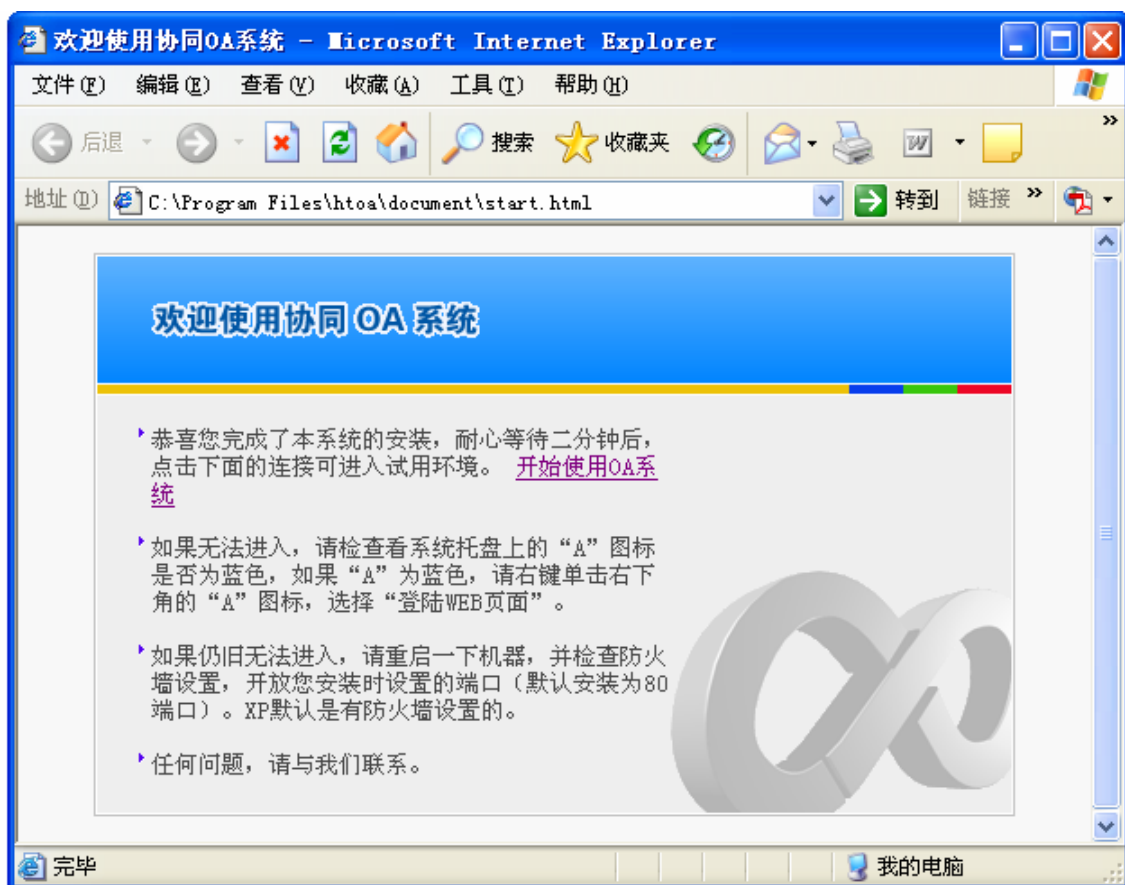 欢迎使用协同OA系统 - Microsoft Internet Explorer
文件(F) 编辑(E) 查看(V) 收藏(A) 工具(T) 帮助(H)
后退 搜索 收藏夹 »
地址(D) C:\Program Files\htoa\document\start.html 转到 链接 »
欢迎使用协同 OA 系统
恭喜您完成了本系统的安装，耐心等待二分钟后，
点击下面的连接可进入试用环境。 开始使用OA系
统
如果无法进入，请检查看系统托盘上的“A”图标
是否为蓝色，如果“A”为蓝色，请右键单击右下
角的“A”图标，选择“登陆WEB页面”。
如果仍旧无法进入，请重启一下机器，并检查防火
墙设置，开放您安装时设置的端口（默认安装为80
端口）。XP默认是有防火墙设置的。
任何问题，请与我们联系。
完毕 我的电脑